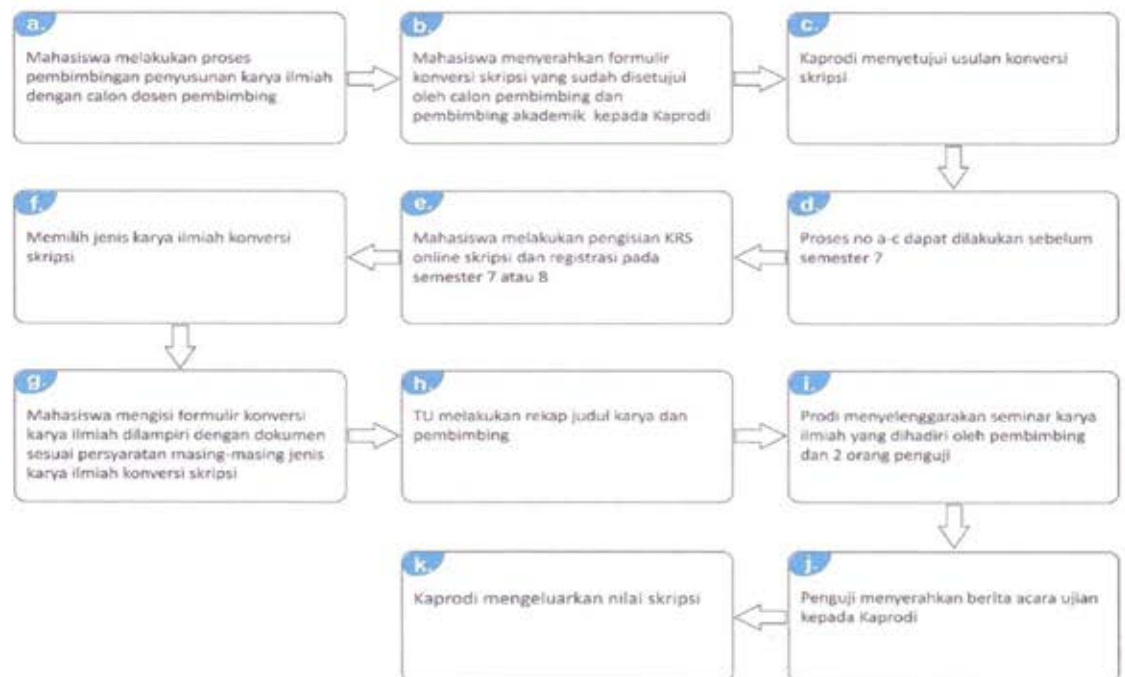 a.
Mahasiswa melakukan proses
pembimbingan penyusunan karya ilmiah
dengan calon dosen pembimbing
b.
Mahasiswa menyerahkan formulir
konversi skripsi yang sudah disetujui
oleh calon pembimbing dan
pembimbing akademik kepada Kaprodi
c.
Kaprodi menyetujui usulan konversi
skripsi
d.
Proses no a-c dapat dilakukan sebelum
semester 7
e.
Mahasiswa melakukan pengisian KRS
online skripsi dan registrasi pada
semester 7 atau 8
f.
Memilih jenis karya ilmiah konversi
skripsi
g.
Mahasiswa mengisi formulir konversi
karya ilmiah dilampiri dengan dokumen
sesuai persyaratan masing-masing jenis
karya ilmiah konversi skripsi
h.
TU melakukan rekap judul karya dan
pembimbing
i.
Prodi menyelenggarakan seminar karya
ilmiah yang dihadiri oleh pembimbing
dan 2 orang penguji
j.
Penguji menyerahkan berita acara ujian
kepada Kaprodi
k.
Kaprodi mengeluarkan nilai skripsi